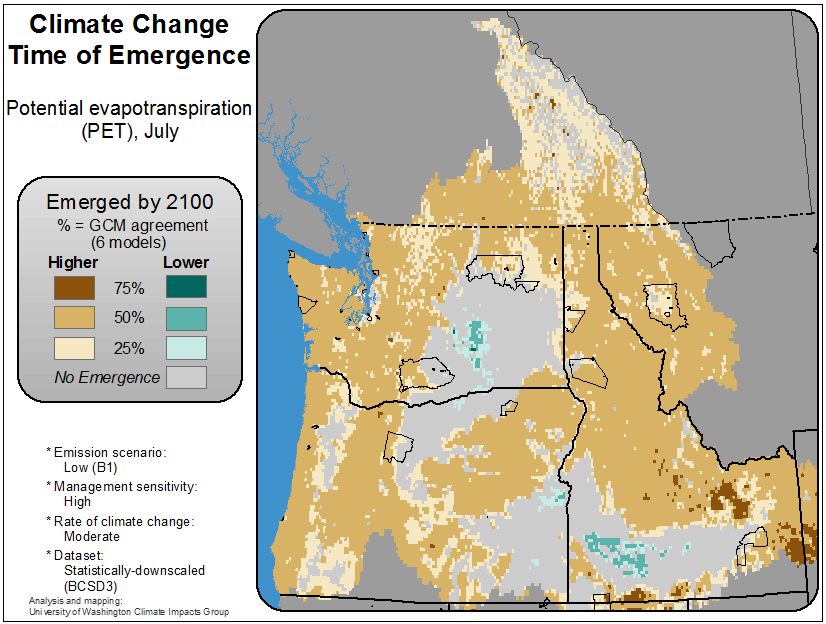 Climate Change
Time of Emergence
Potential evapotranspiration
(PET), July
Emerged by 2100
% = GCM agreement
(6 models)
Higher Lower
75%
50%
25%
No Emergence
* Emission scenario:
Low (B1)
* Management sensitivity:
High
* Rate of climate change:
Moderate
* Dataset:
Statistically-downscaled
(BCSD3)
Analysis and mapping:
University of Washington Climate Impacts Group